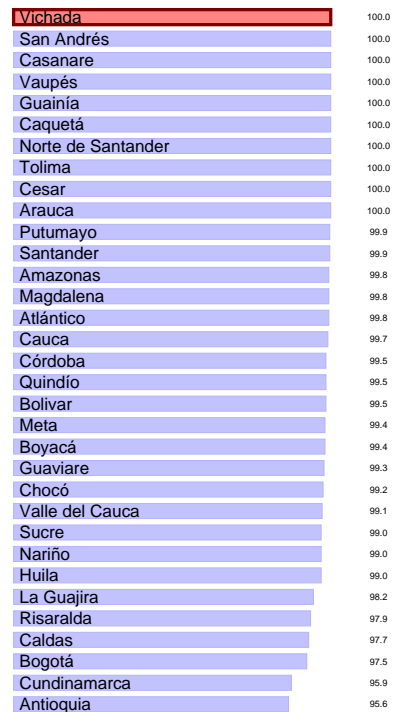 Vichada 100.0
San Andrés 100.0
Casanare 100.0
Vaupés 100.0
Guainía 100.0
Caquetá 100.0
Norte de Santander 100.0
Tolima 100.0
Cesar 100.0
Arauca 100.0
Putumayo 99.9
Santander 99.9
Amazonas 99.8
Magdalena 99.8
Atlántico 99.8
Cauca 99.7
Córdoba 99.5
Quindío 99.5
Bolivar 99.5
Meta 99.4
Boyacá 99.4
Guaviare 99.3
Chocó 99.2
Valle del Cauca 99.1
Sucre 99.0
Nariño 99.0
Huila 99.0
La Guajira 98.2
Risaralda 97.9
Caldas 97.7
Bogotá 97.5
Cundinamarca 95.9
Antioquia 95.6